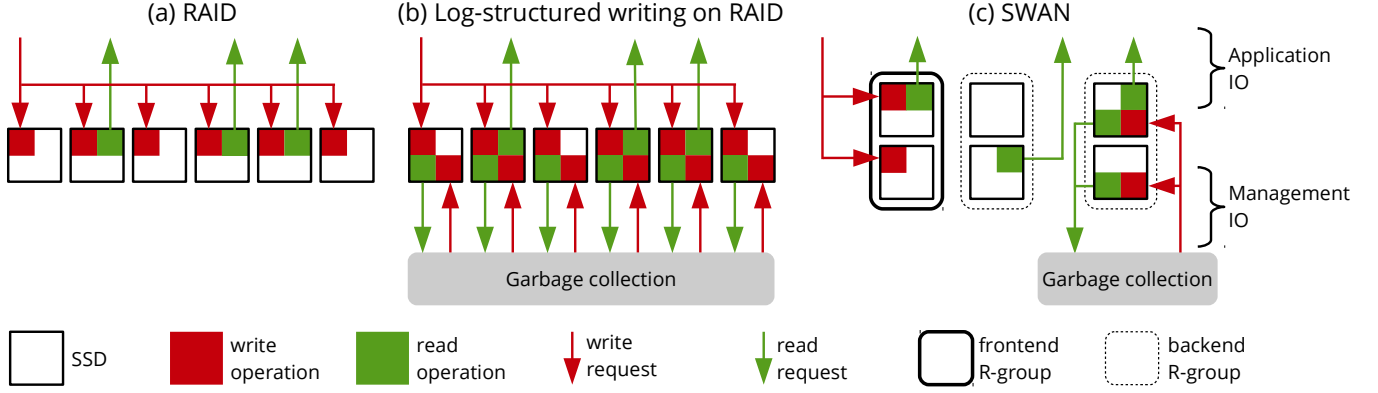 (a) RAID
(b) Log-structured writing on RAID
(c) SWAN
Application
IO
Management
IO
Garbage collection
Garbage collection
SSD
write
operation
read
operation
write
request
read
request
frontend
R-group
backend
R-group